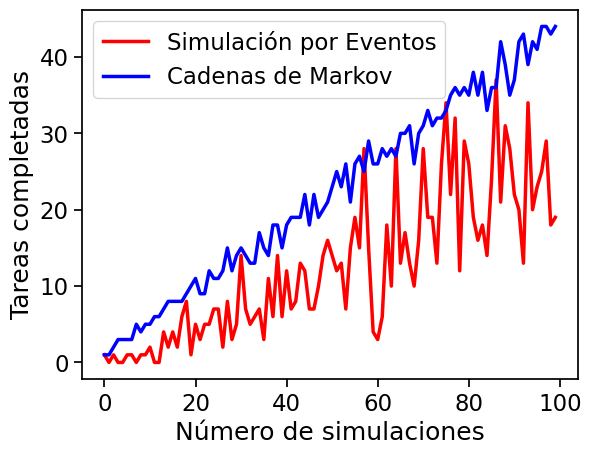 Simulación por Eventos
Cadenas de Markov
Tareas completadas
40
30
20
10
0
0 20 40 60 80 100
Número de simulaciones